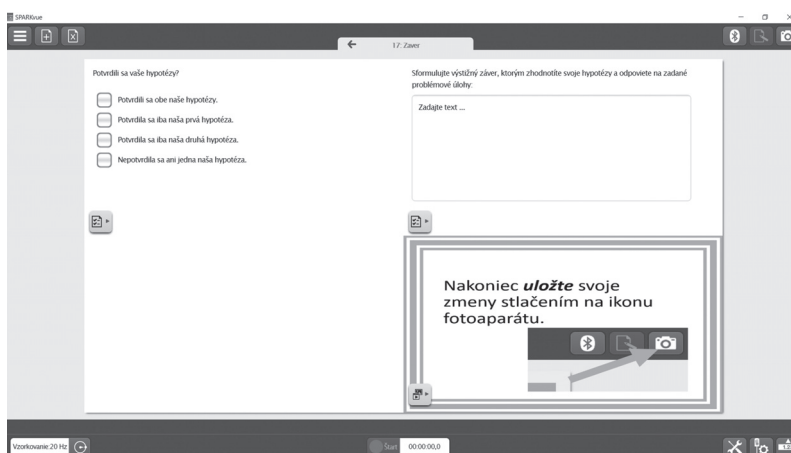 SPARKvue
17: Zaver
Potvrdili sa vaše hypotézy?
Potvrdili sa obe naše hypotézy.
Potvrdila sa iba naša prvá hypotéza.
Potvrdila sa iba naša druhá hypotéza.
Nepotvrdila sa ani jedna naša hypotéza.
Sformulujte výstižný záver, ktorým zhodnotíte svoje hypotézy a odpoviete na zadané
problémové úlohy:
Zadajte text ...
Nakoniec uložte svoje
zmeny stlačením na ikonu
fotoaparátu.
Vzorkovanie:20 Hz
Štart
00:00:00,0